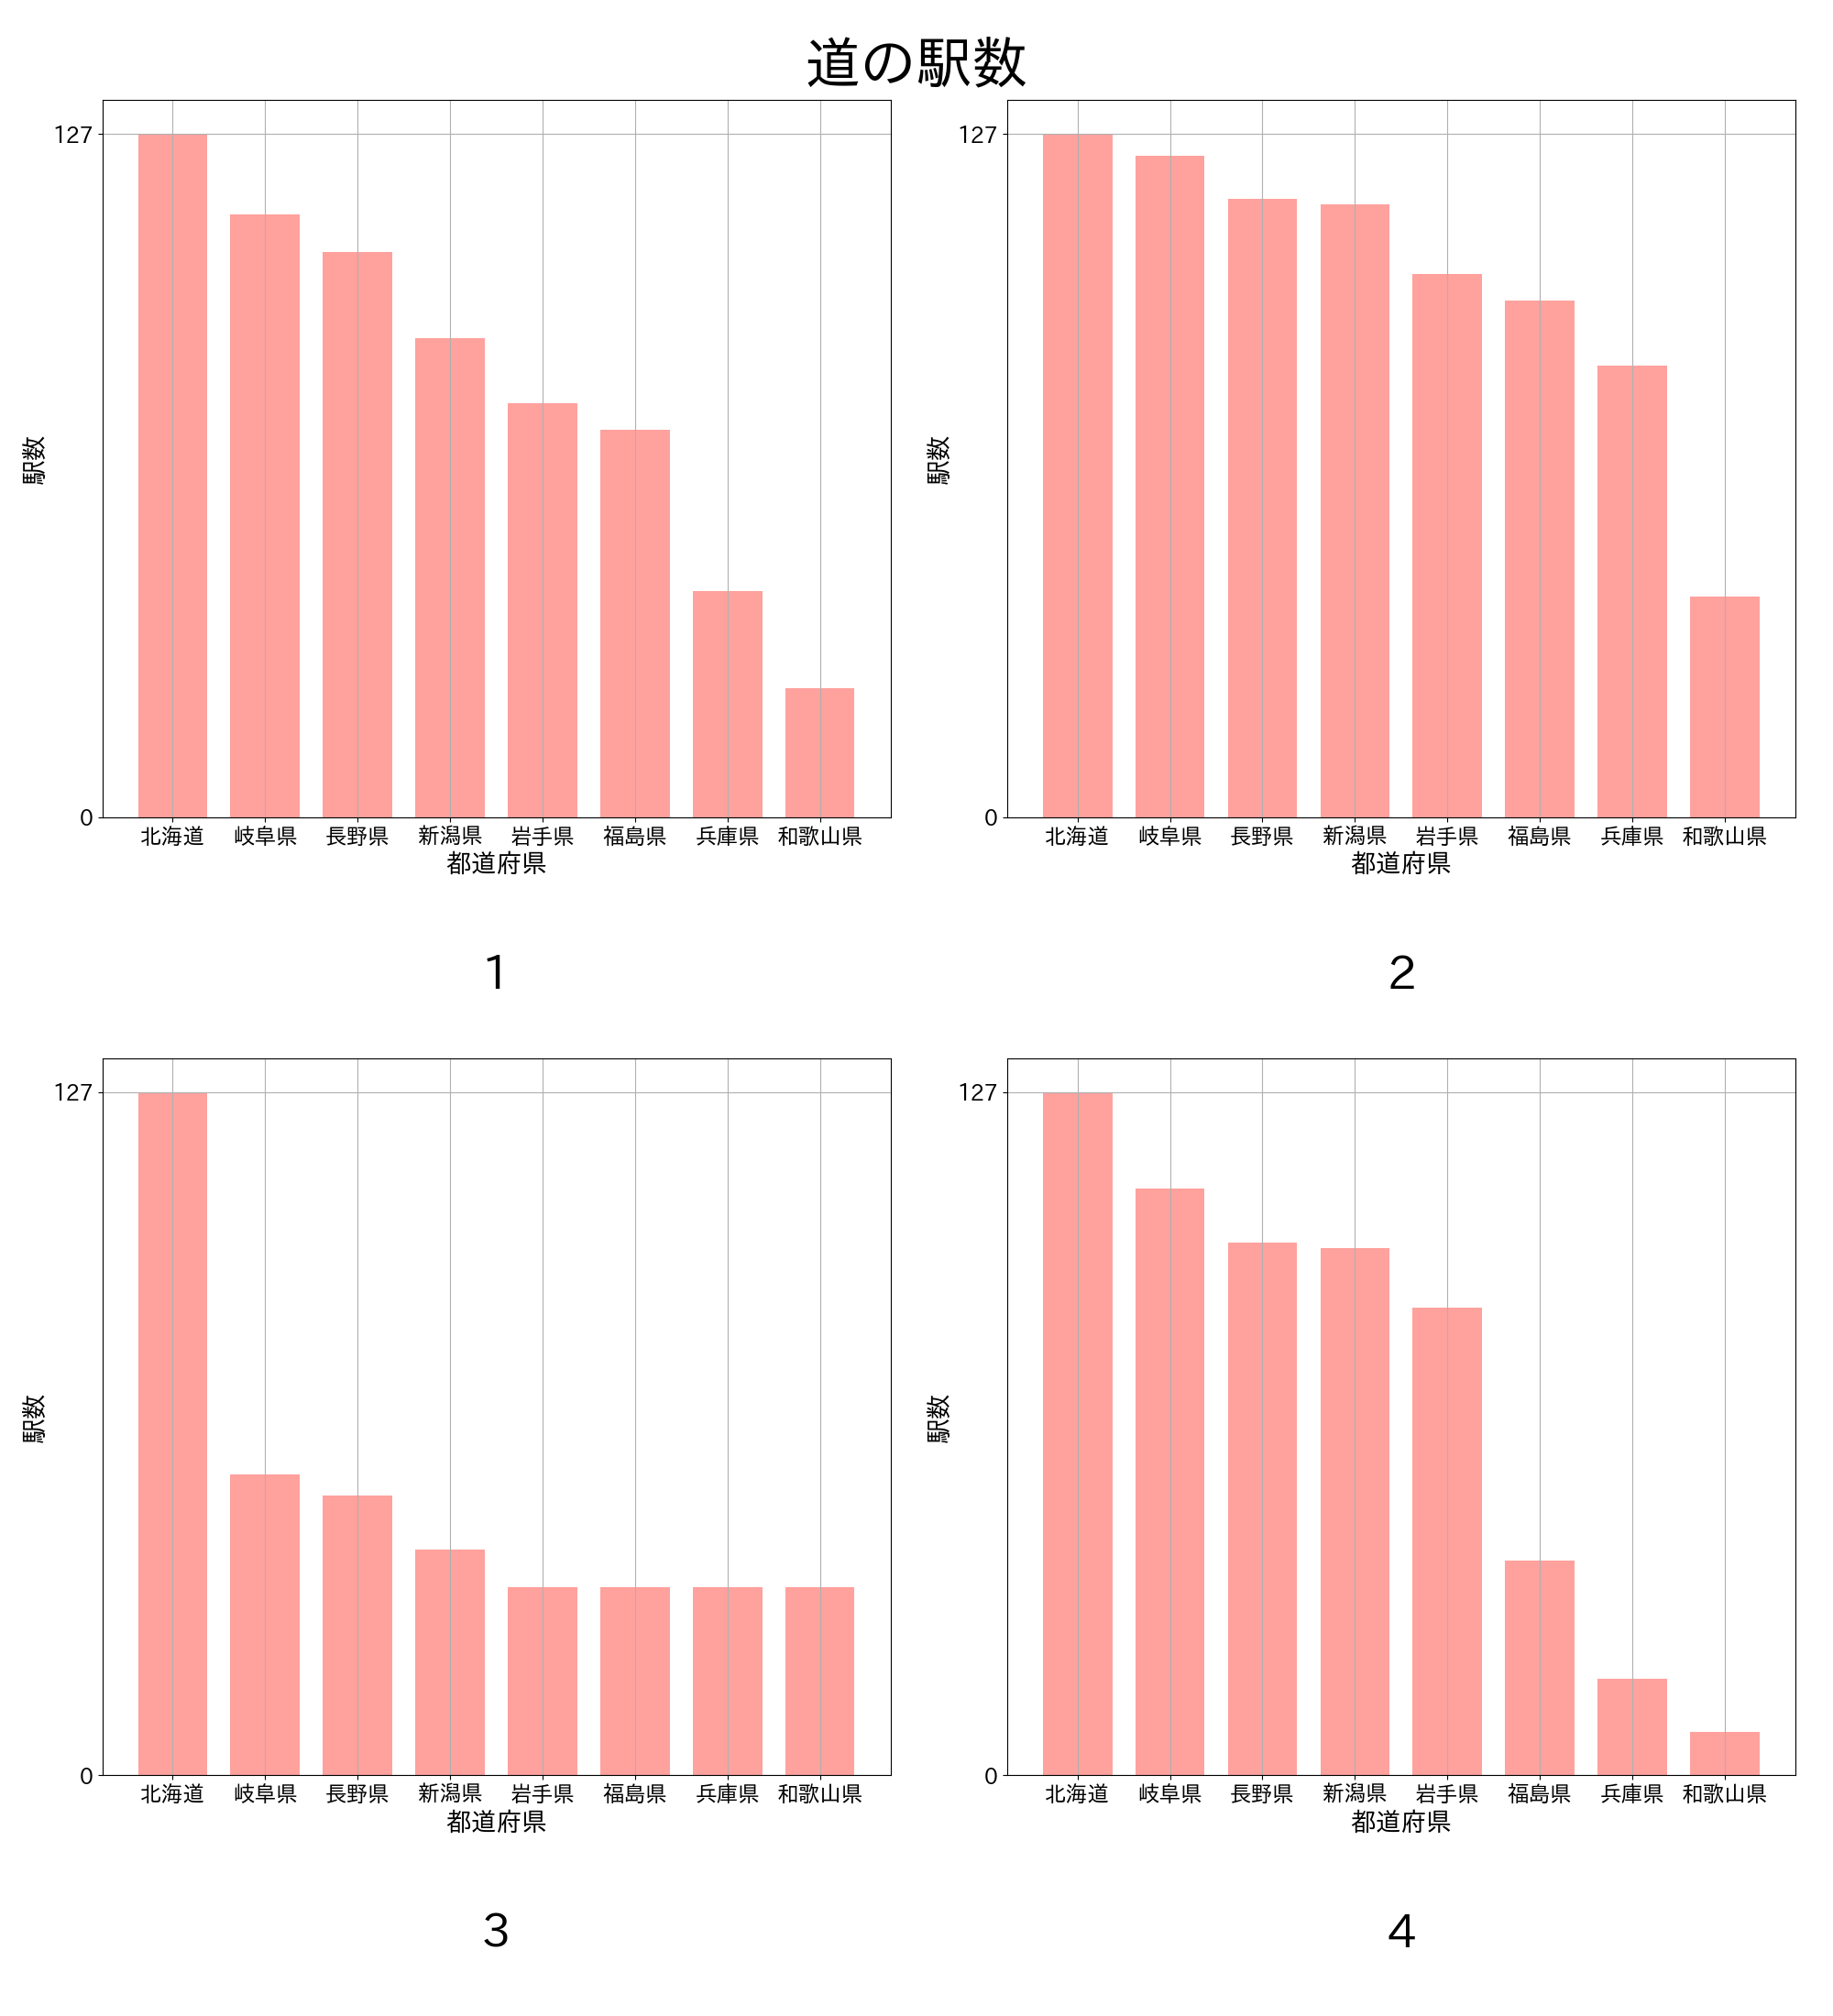 道の駅数
127
0
駅数
北海道 岐阜県 長野県 新潟県 岩手県 福島県 兵庫県 和歌山県
都道府県
1
127
0
駅数
北海道 岐阜県 長野県 新潟県 岩手県 福島県 兵庫県 和歌山県
都道府県
2
127
0
駅数
北海道 岐阜県 長野県 新潟県 岩手県 福島県 兵庫県 和歌山県
都道府県
3
127
0
駅数
北海道 岐阜県 長野県 新潟県 岩手県 福島県 兵庫県 和歌山県
都道府県
4